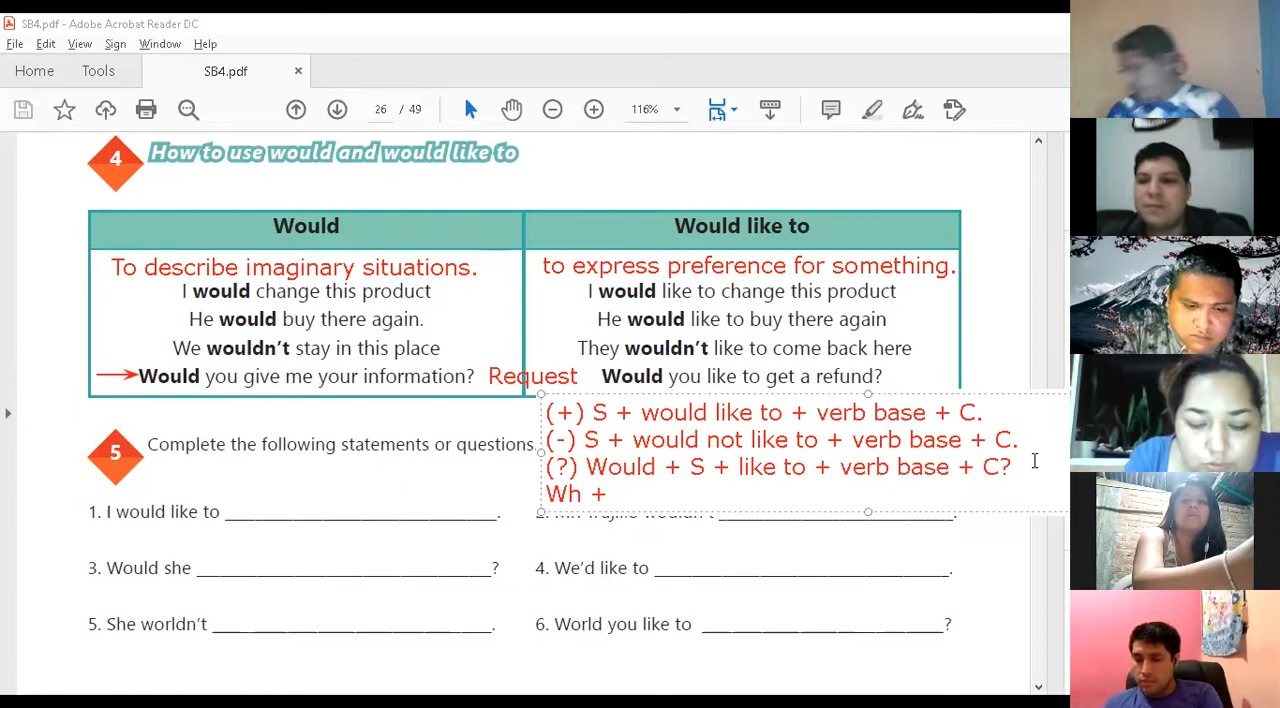 SB4.pdf - Adobe Acrobat Reader DC
File Edit View Sign Window Help
Home Tools SB4.pdf ×
26 / 49 116%
4 How to use would and would like to
Would Would like to
To describe imaginary situations. to express preference for something.
I would change this product I would like to change this product
He would buy there again. He would like to buy there again
We wouldn't stay in this place They wouldn't like to come back here
Would you give me your information? Request Would you like to get a refund?
(+) S + would like to + verb base + C.
(-) S + would not like to + verb base + C.
5 Complete the following statements or questions.
(?) Would + S + like to + verb base + C?
Wh +
1. I would like to ______________________________.
3. Would she ________________________________? 4. We'd like to ________________________________.
5. She worldn't ______________________________. 6. World you like to __________________________?